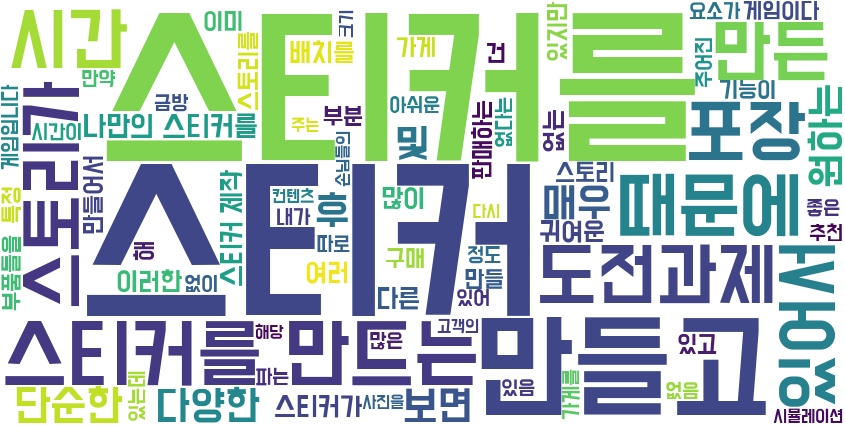 시간
이미
스티커를
크기
배치를
가게
건
있지만
요소가
게임이다
만약
스토리를
주어진
만든
금방
부분
아쉬운
기능이
시간이
나만의 스티커를
주는
및
판매하는
없다는
없는
포장
원하는
게임입니다
스토리가
손님들의
스티커
스토리
만들어서
스티커 제작
컨텐츠
많이
매우
때문에
특정
내가
후
다시
귀여운
좋은
해
따로
추천
부품들을
이러한
없이
여러
구매
정도
만들
도전과제
있어서
다른
있어
스티커를
만드는
해당
많은
고객의
만들고
있고
파는
있는데
단순한
다양한
스티커가
사진을
보면
있음
가게를
없음
시뮬레이션